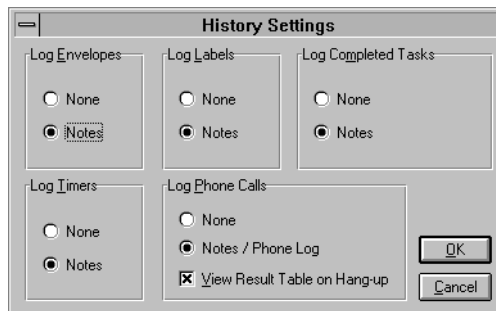 History Settings
Log Envelopes
None
Notes
Log Labels
None
Notes
Log Completed Tasks
None
Notes
Log Timers
None
Notes
Log Phone Calls
None
Notes / Phone Log
View Result Table on Hang-up
OK
Cancel